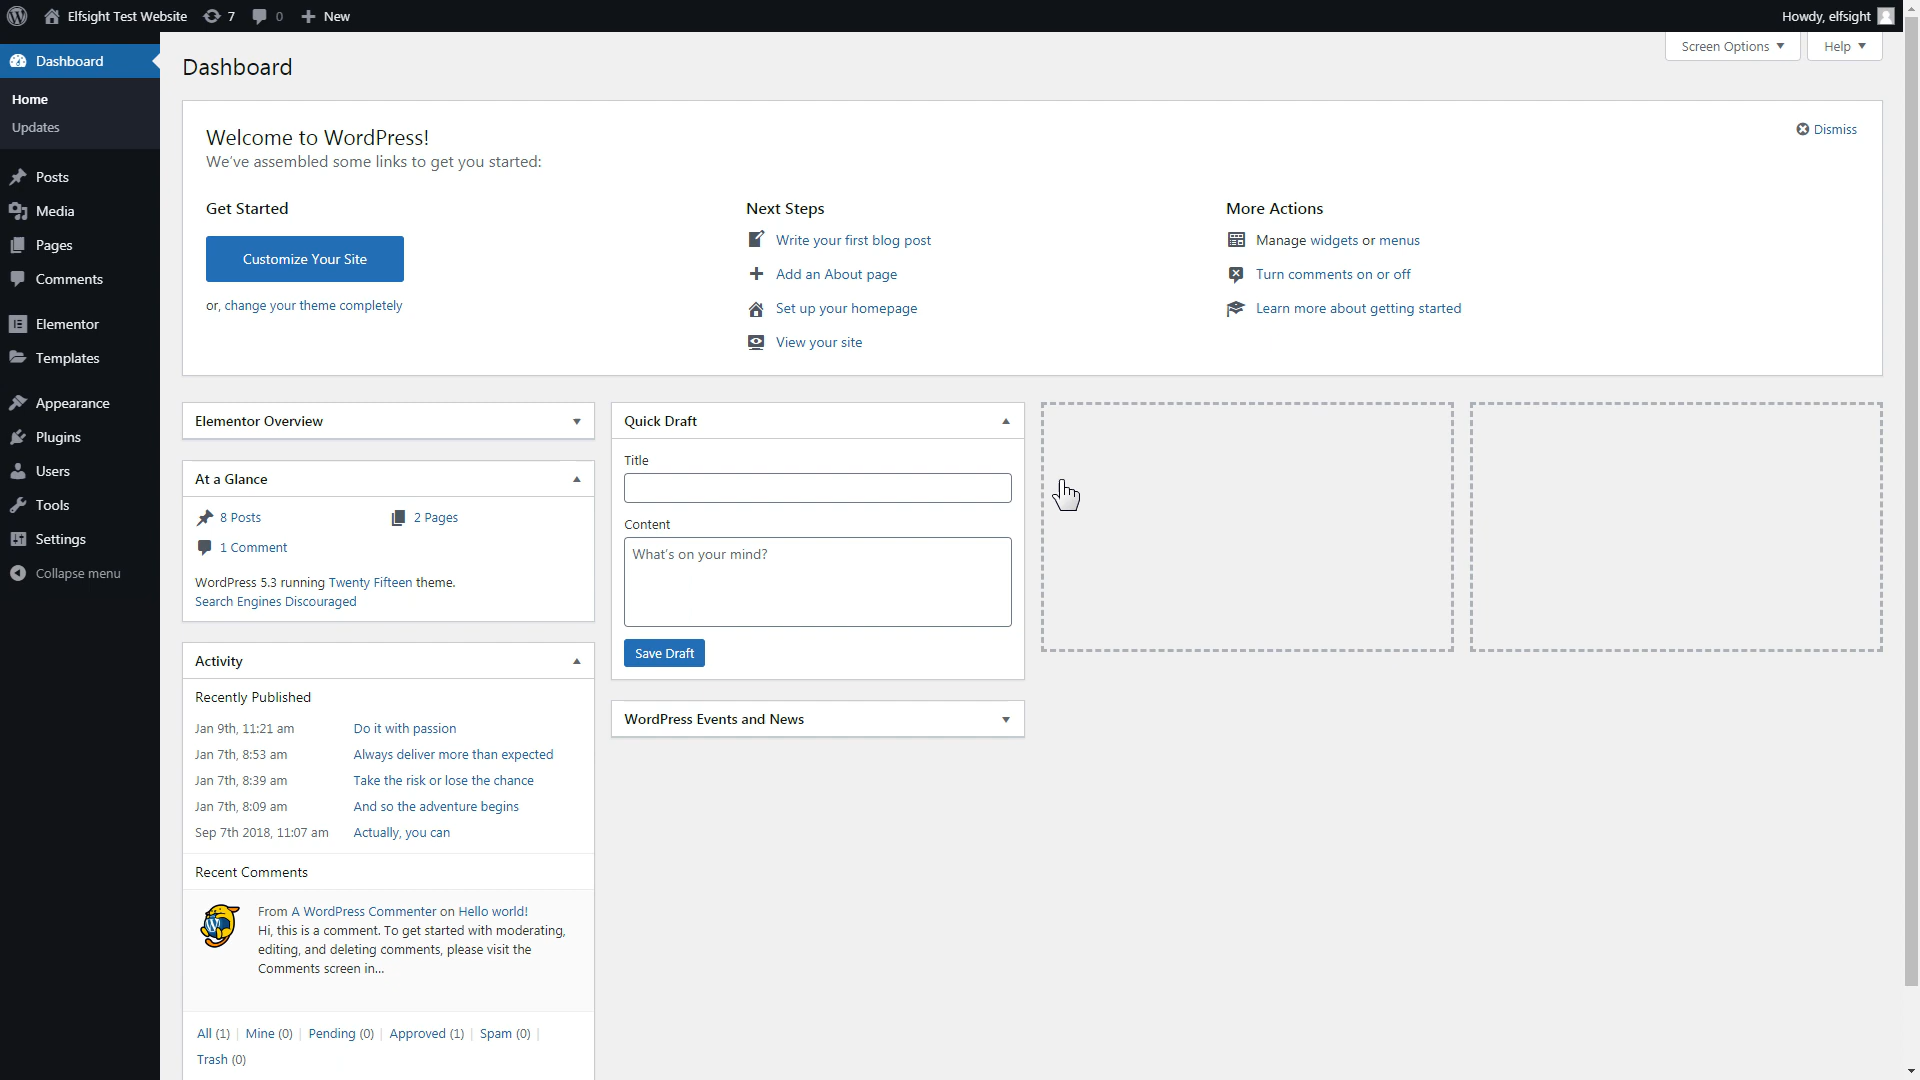 Elfsight Test Website 7 0 New Howdy, elfsight
Screen Options Help
Dashboard
Home
Updates
Posts
Media
Pages
Comments
Elementor
Templates
Appearance
Plugins
Users
Tools
Settings
Collapse menu
Dashboard
Welcome to WordPress!
We've assembled some links to get you started:
Dismiss
Get Started
Customize Your Site
or, change your theme completely
Next Steps
Write your first blog post
Add an About page
Set up your homepage
View your site
More Actions
Manage widgets or menus
Turn comments on or off
Learn more about getting started
Elementor Overview
At a Glance
8 Posts 2 Pages
1 Comment
WordPress 5.3 running Twenty Fifteen theme.
Search Engines Discouraged
Activity
Recently Published
Jan 9th, 11:21 am Do it with passion
Jan 7th, 8:53 am Always deliver more than expected
Jan 7th, 8:39 am Take the risk or lose the chance
Jan 7th, 8:09 am And so the adventure begins
Sep 7th 2018, 11:07 am Actually, you can
Recent Comments
From A WordPress Commenter on Hello world!
Hi, this is a comment. To get started with moderating,
editing, and deleting comments, please visit the
Comments screen in...
All (1) | Mine (0) | Pending (0) | Approved (1) | Spam (0) |
Trash (0)
Quick Draft
Title
Content
What's on your mind?
Save Draft
WordPress Events and News